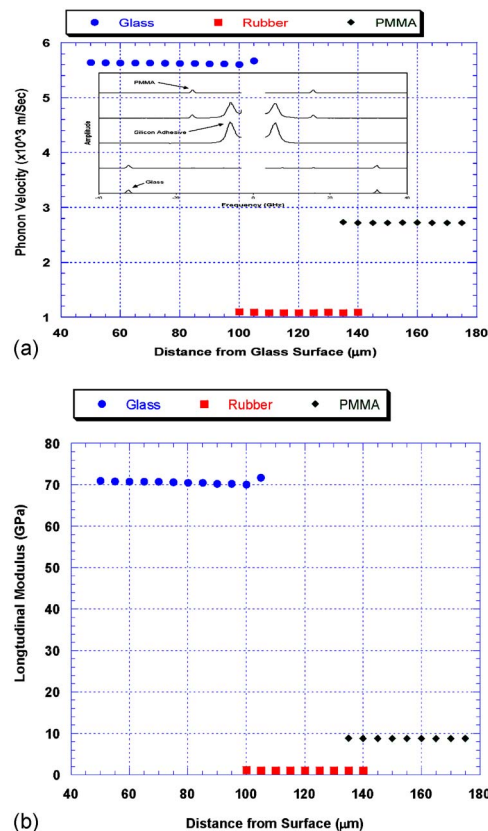 Glass Rubber PMMA
6
5
4
3
2
1
Phonon Velocity (x10^3 m/Sec)
PMMA
Silicon Adhesive
Glass
Amplitude
Frequency (GHz)
40 60 80 100 120 140 160 180
(a) Distance from Glass Surface (µm)
Glass Rubber PMMA
80
70
60
50
40
30
20
10
0
Longtudinal Modulus (GPa)
40 60 80 100 120 140 160 180
(b) Distance from Surface (µm)